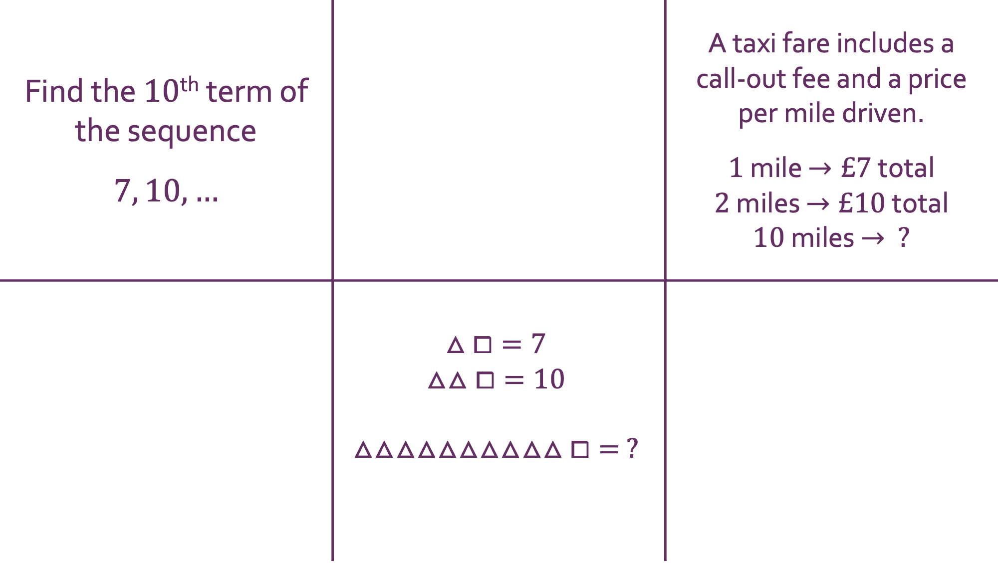 Find the 10th term of
the sequence
7, 10, ...
A taxi fare includes a
call-out fee and a price
per mile driven.
1 mile → £7 total
2 miles → £10 total
10 miles → ?
△ □ = 7
△△ □ = 10
△△△△△△△△△△ □ = ?